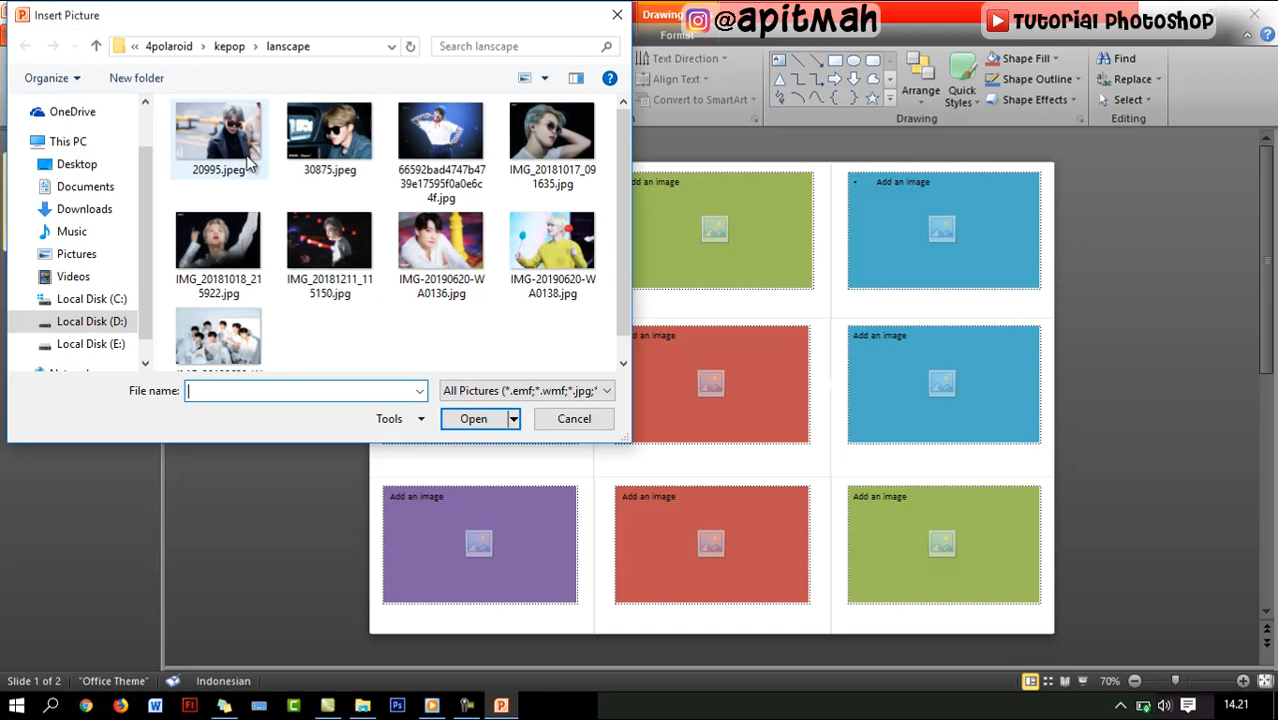 Insert Picture
Drawing
@apitmah
Tutorial Photoshop
4polaroid
kepop
lanscape
Search lanscape
Organize
New folder
OneDrive
This PC
Desktop
Documents
Downloads
Music
Pictures
Videos
Local Disk (C:)
Local Disk (D:)
Local Disk (E:)
20995.jpeg
30875.jpeg
66592bad4747b47
39e17595f0a0e6c
4f.jpg
IMG_20181017_09
1635.jpg
IMG_20181018_21
5922.jpg
IMG_20181211_11
5150.jpg
IMG-20190620-W
A0136.jpg
IMG-20190620-W
A0138.jpg
File name:
All Pictures (*.emf;*.wmf;*.jpg;*
Tools
Open
Cancel
Format
Text Direction
Align Text
Convert to SmartArt
Arrange
Quick
Styles
Shape Fill
Shape Outline
Shape Effects
Find
Replace
Select
Drawing
Editing
dd an image
Add an image
dd an image
Add an image
Add an image
Add an image
Add an image
Slide 1 of 2
"Office Theme"
Indonesian
70%
14.21